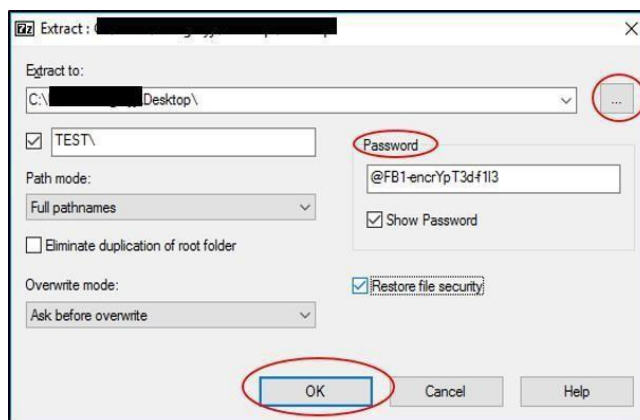 7z Extract : C
Extract to:
C:\ Desktop\
...
TEST\
Password
@FB1-encrYpT3d-f1l3
Path mode:
Full pathnames
Show Password
Eliminate duplication of root folder
Overwrite mode:
Restore file security
Ask before overwrite
OK
Cancel
Help